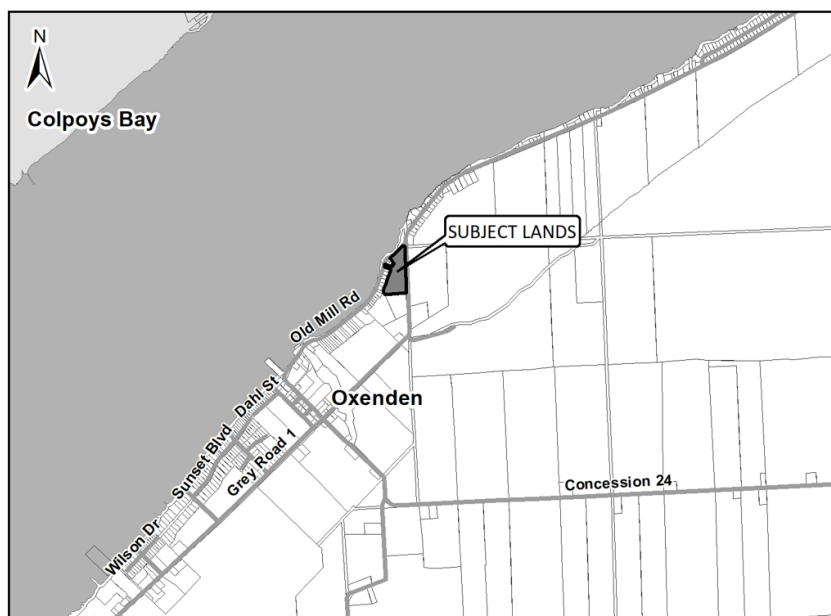 N
Colpoys Bay
SUBJECT LANDS
Old Mill Rd
Dahl St
Oxenden
Sunset Blvd
Grey Road 1
Concession 24
Wilson Dr